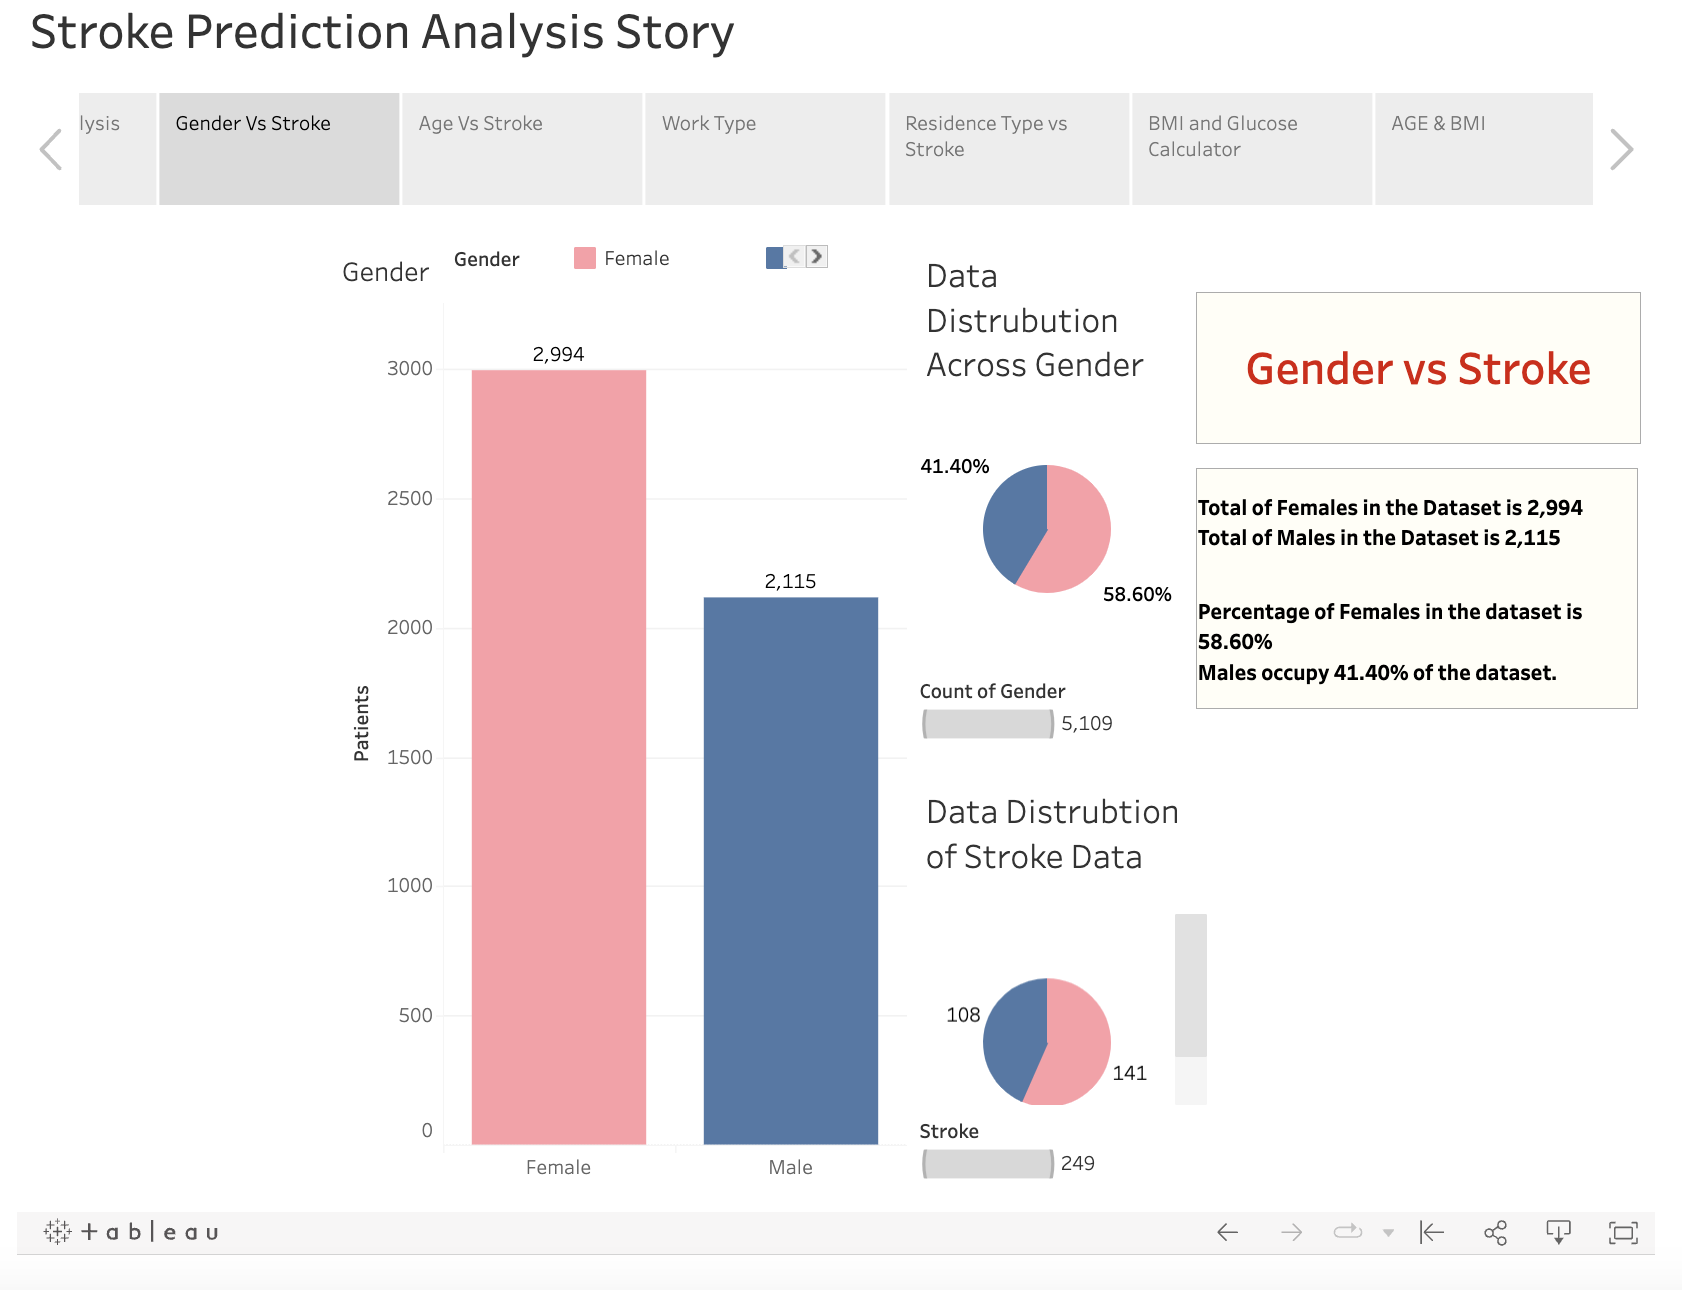 Stroke Prediction Analysis Story
lysis
Gender Vs Stroke
Age Vs Stroke
Work Type
Residence Type vs
Stroke
BMI and Glucose
Calculator
AGE & BMI
Gender
Gender
Female
3000
2500
2000
1500
1000
500
0
Patients
2,994
2,115
Female
Male
Data
Distrubution
Across Gender
41.40%
58.60%
Count of Gender
5,109
Data Distrubtion
of Stroke Data
108
141
Stroke
249
Gender vs Stroke
Total of Females in the Dataset is 2,994
Total of Males in the Dataset is 2,115
Percentage of Females in the dataset is
58.60%
Males occupy 41.40% of the dataset.
+ableau